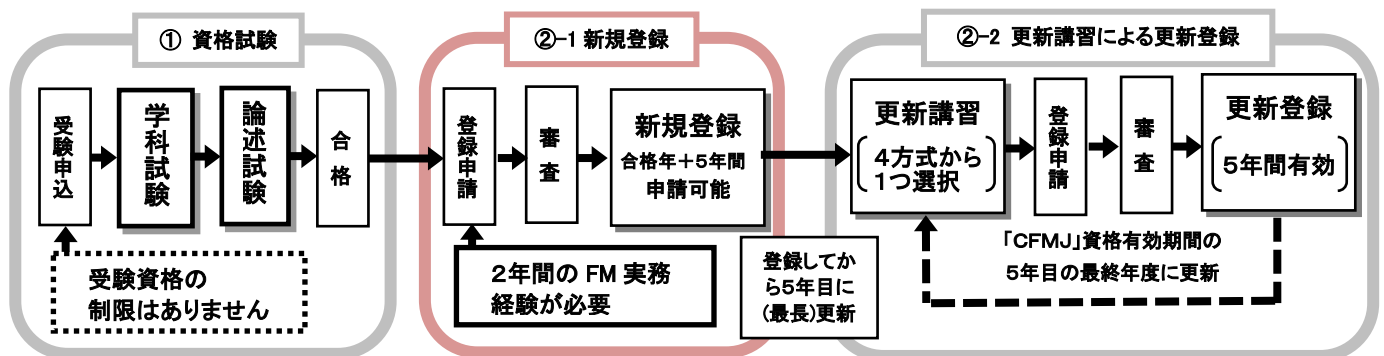 ① 資格試験
受験申込
学科試験
論述試験
合格
受験資格の
制限はありません
②-1 新規登録
登録申請
審査
新規登録
合格年+5年間
申請可能
2年間の FM 実務
経験が必要
登録してか
ら5年目に
(最長)更新
②-2 更新講習による更新登録
更新講習
4方式から
1つ選択
登録申請
審査
更新登録
5年間有効
「CFMJ」資格有効期間の
5年目の最終年度に更新